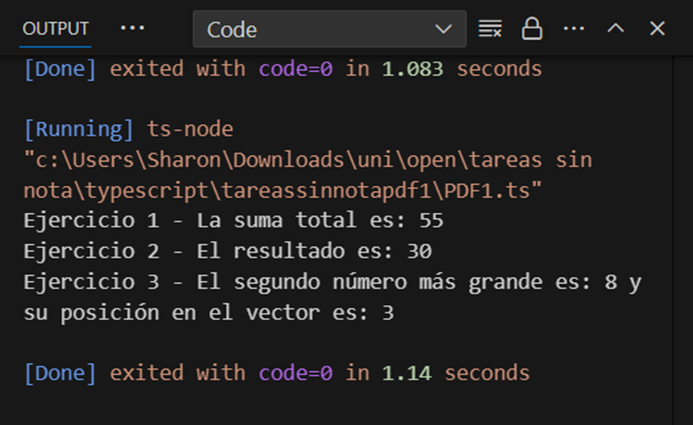 OUTPUT ··· Code ···
[Done] exited with code=0 in 1.083 seconds
[Running] ts-node
"c:\Users\Sharon\Downloads\uni\open\tareas sin
nota\typescript\tareassinnotapdf1\PDF1.ts"
Ejercicio 1 - La suma total es: 55
Ejercicio 2 - El resultado es: 30
Ejercicio 3 - El segundo número más grande es: 8 y
su posición en el vector es: 3
[Done] exited with code=0 in 1.14 seconds